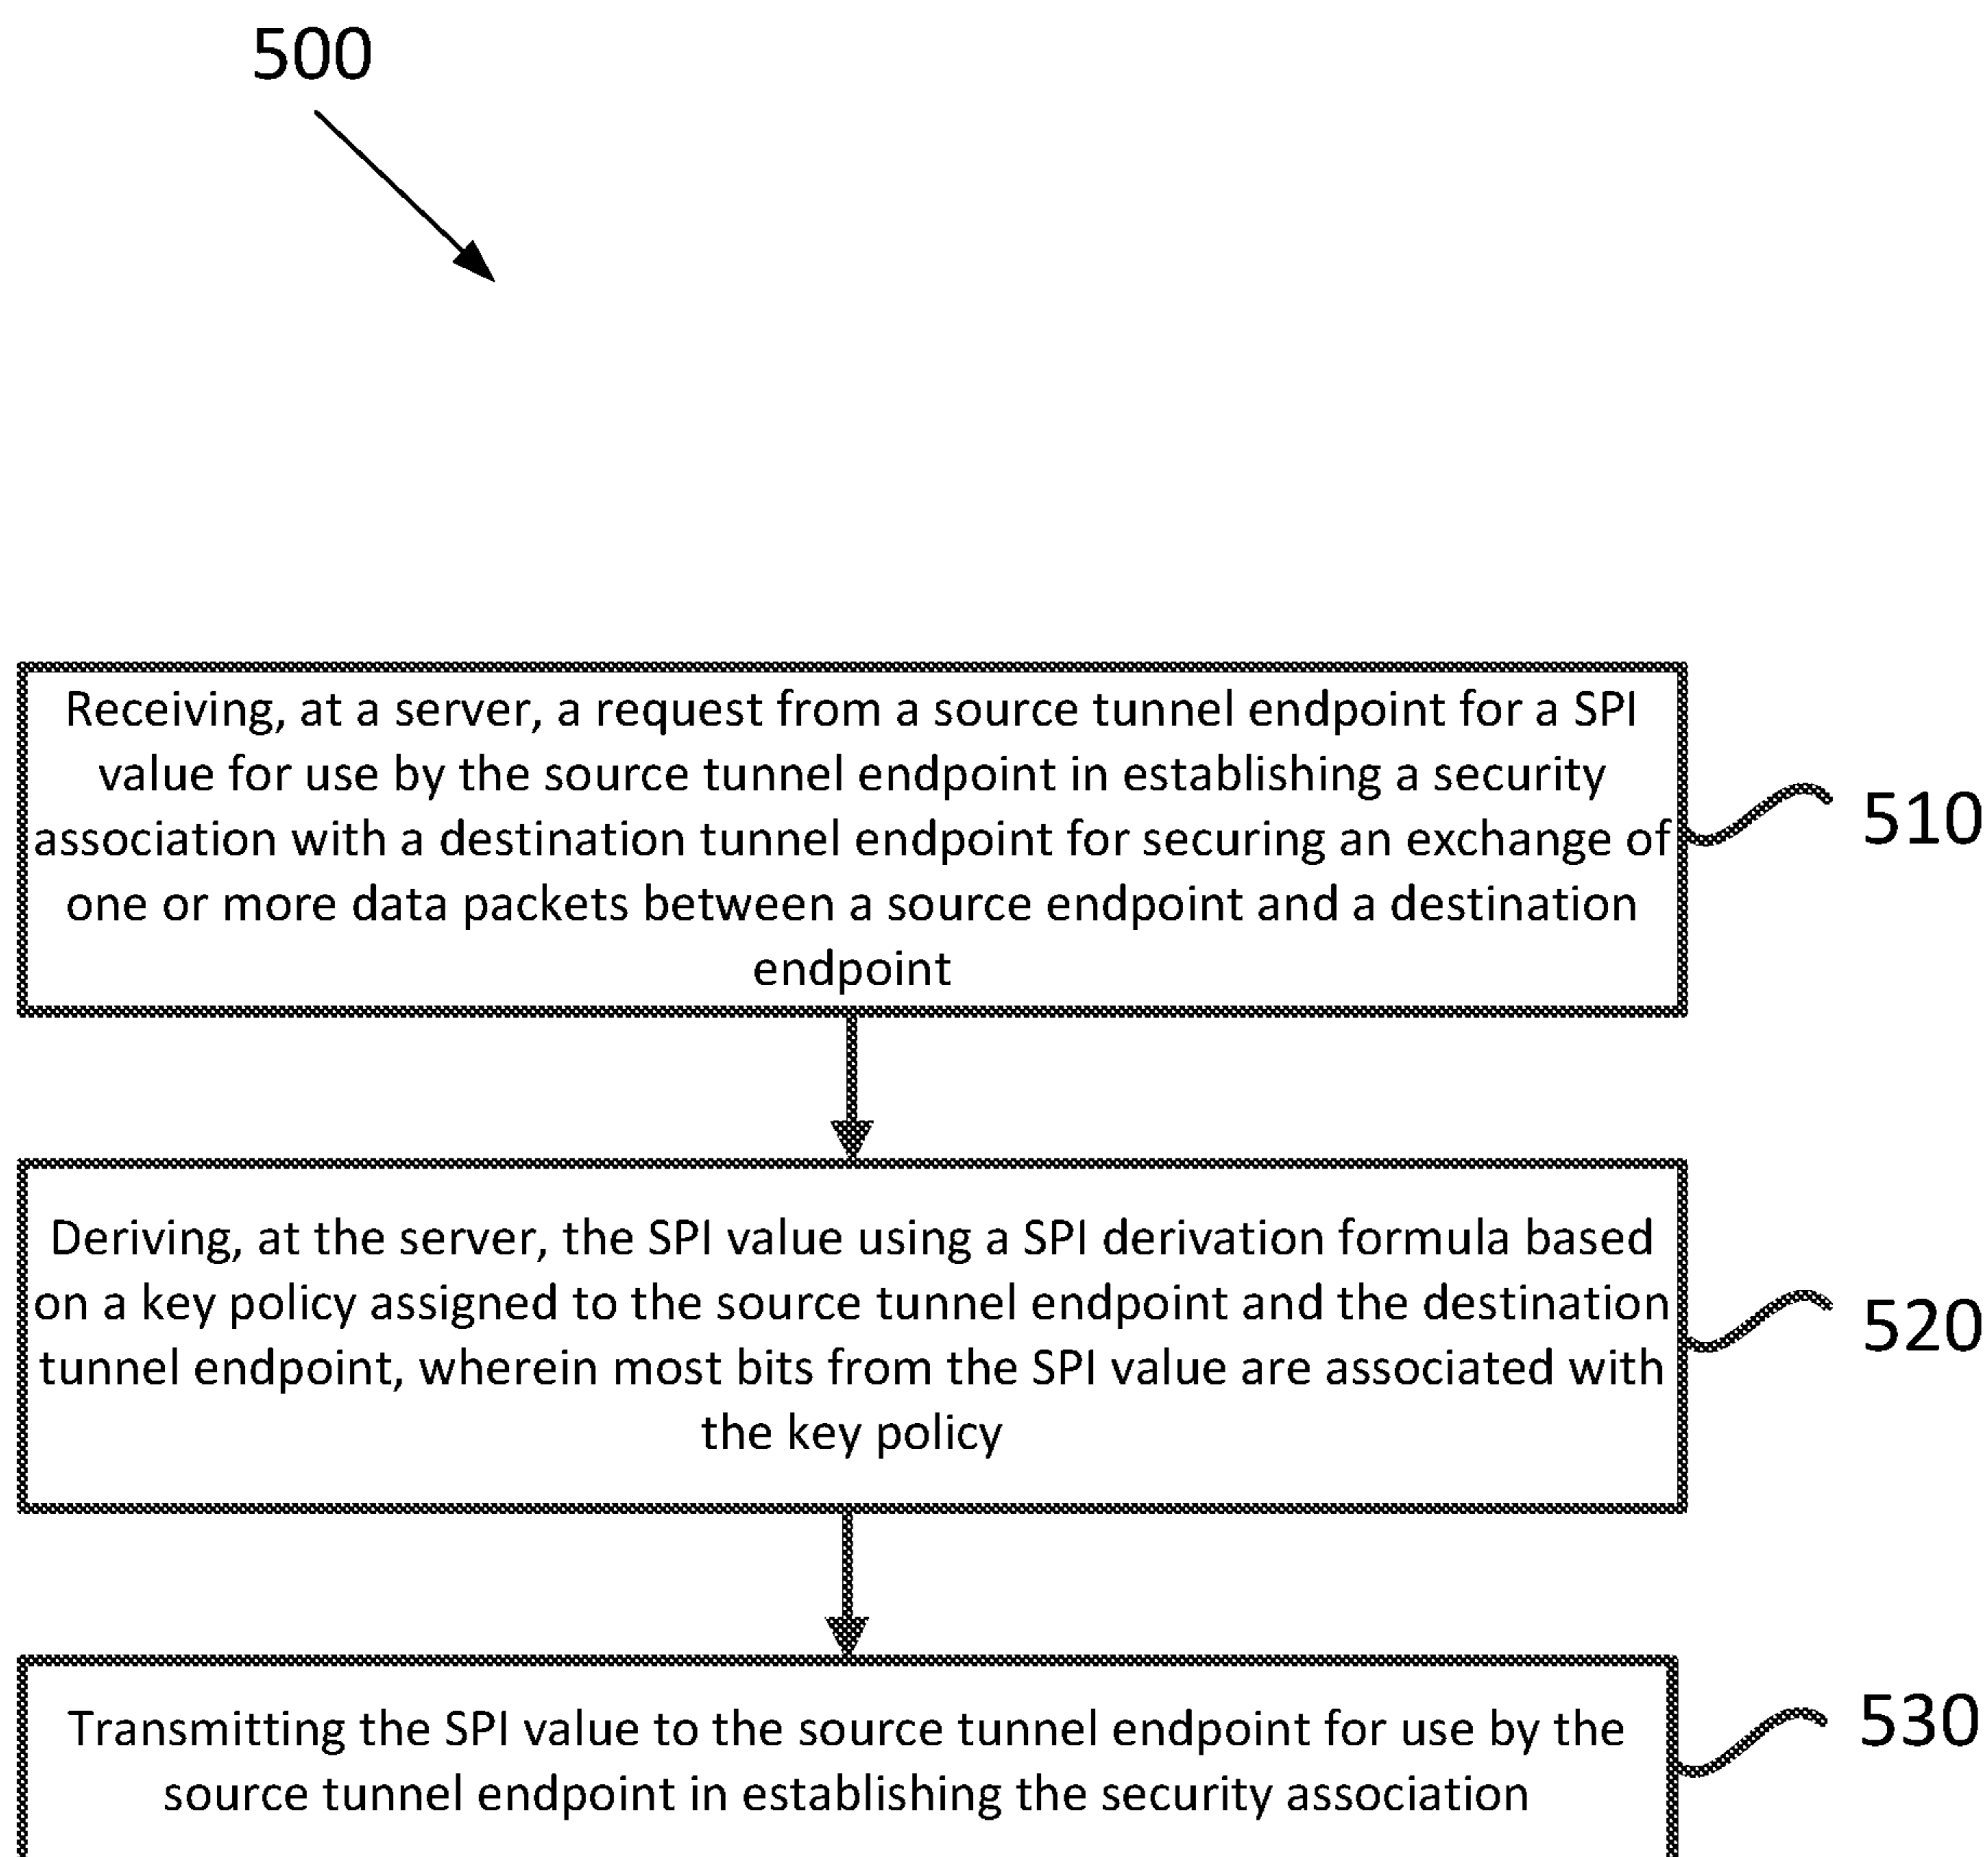 500
Receiving, at a server, a request from a source tunnel endpoint for a SPI
value for use by the source tunnel endpoint in establishing a security
association with a destination tunnel endpoint for securing an exchange of
one or more data packets between a source endpoint and a destination
endpoint
510
Deriving, at the server, the SPI value using a SPI derivation formula based
on a key policy assigned to the source tunnel endpoint and the destination
tunnel endpoint, wherein most bits from the SPI value are associated with
the key policy
520
Transmitting the SPI value to the source tunnel endpoint for use by the
source tunnel endpoint in establishing the security association
530